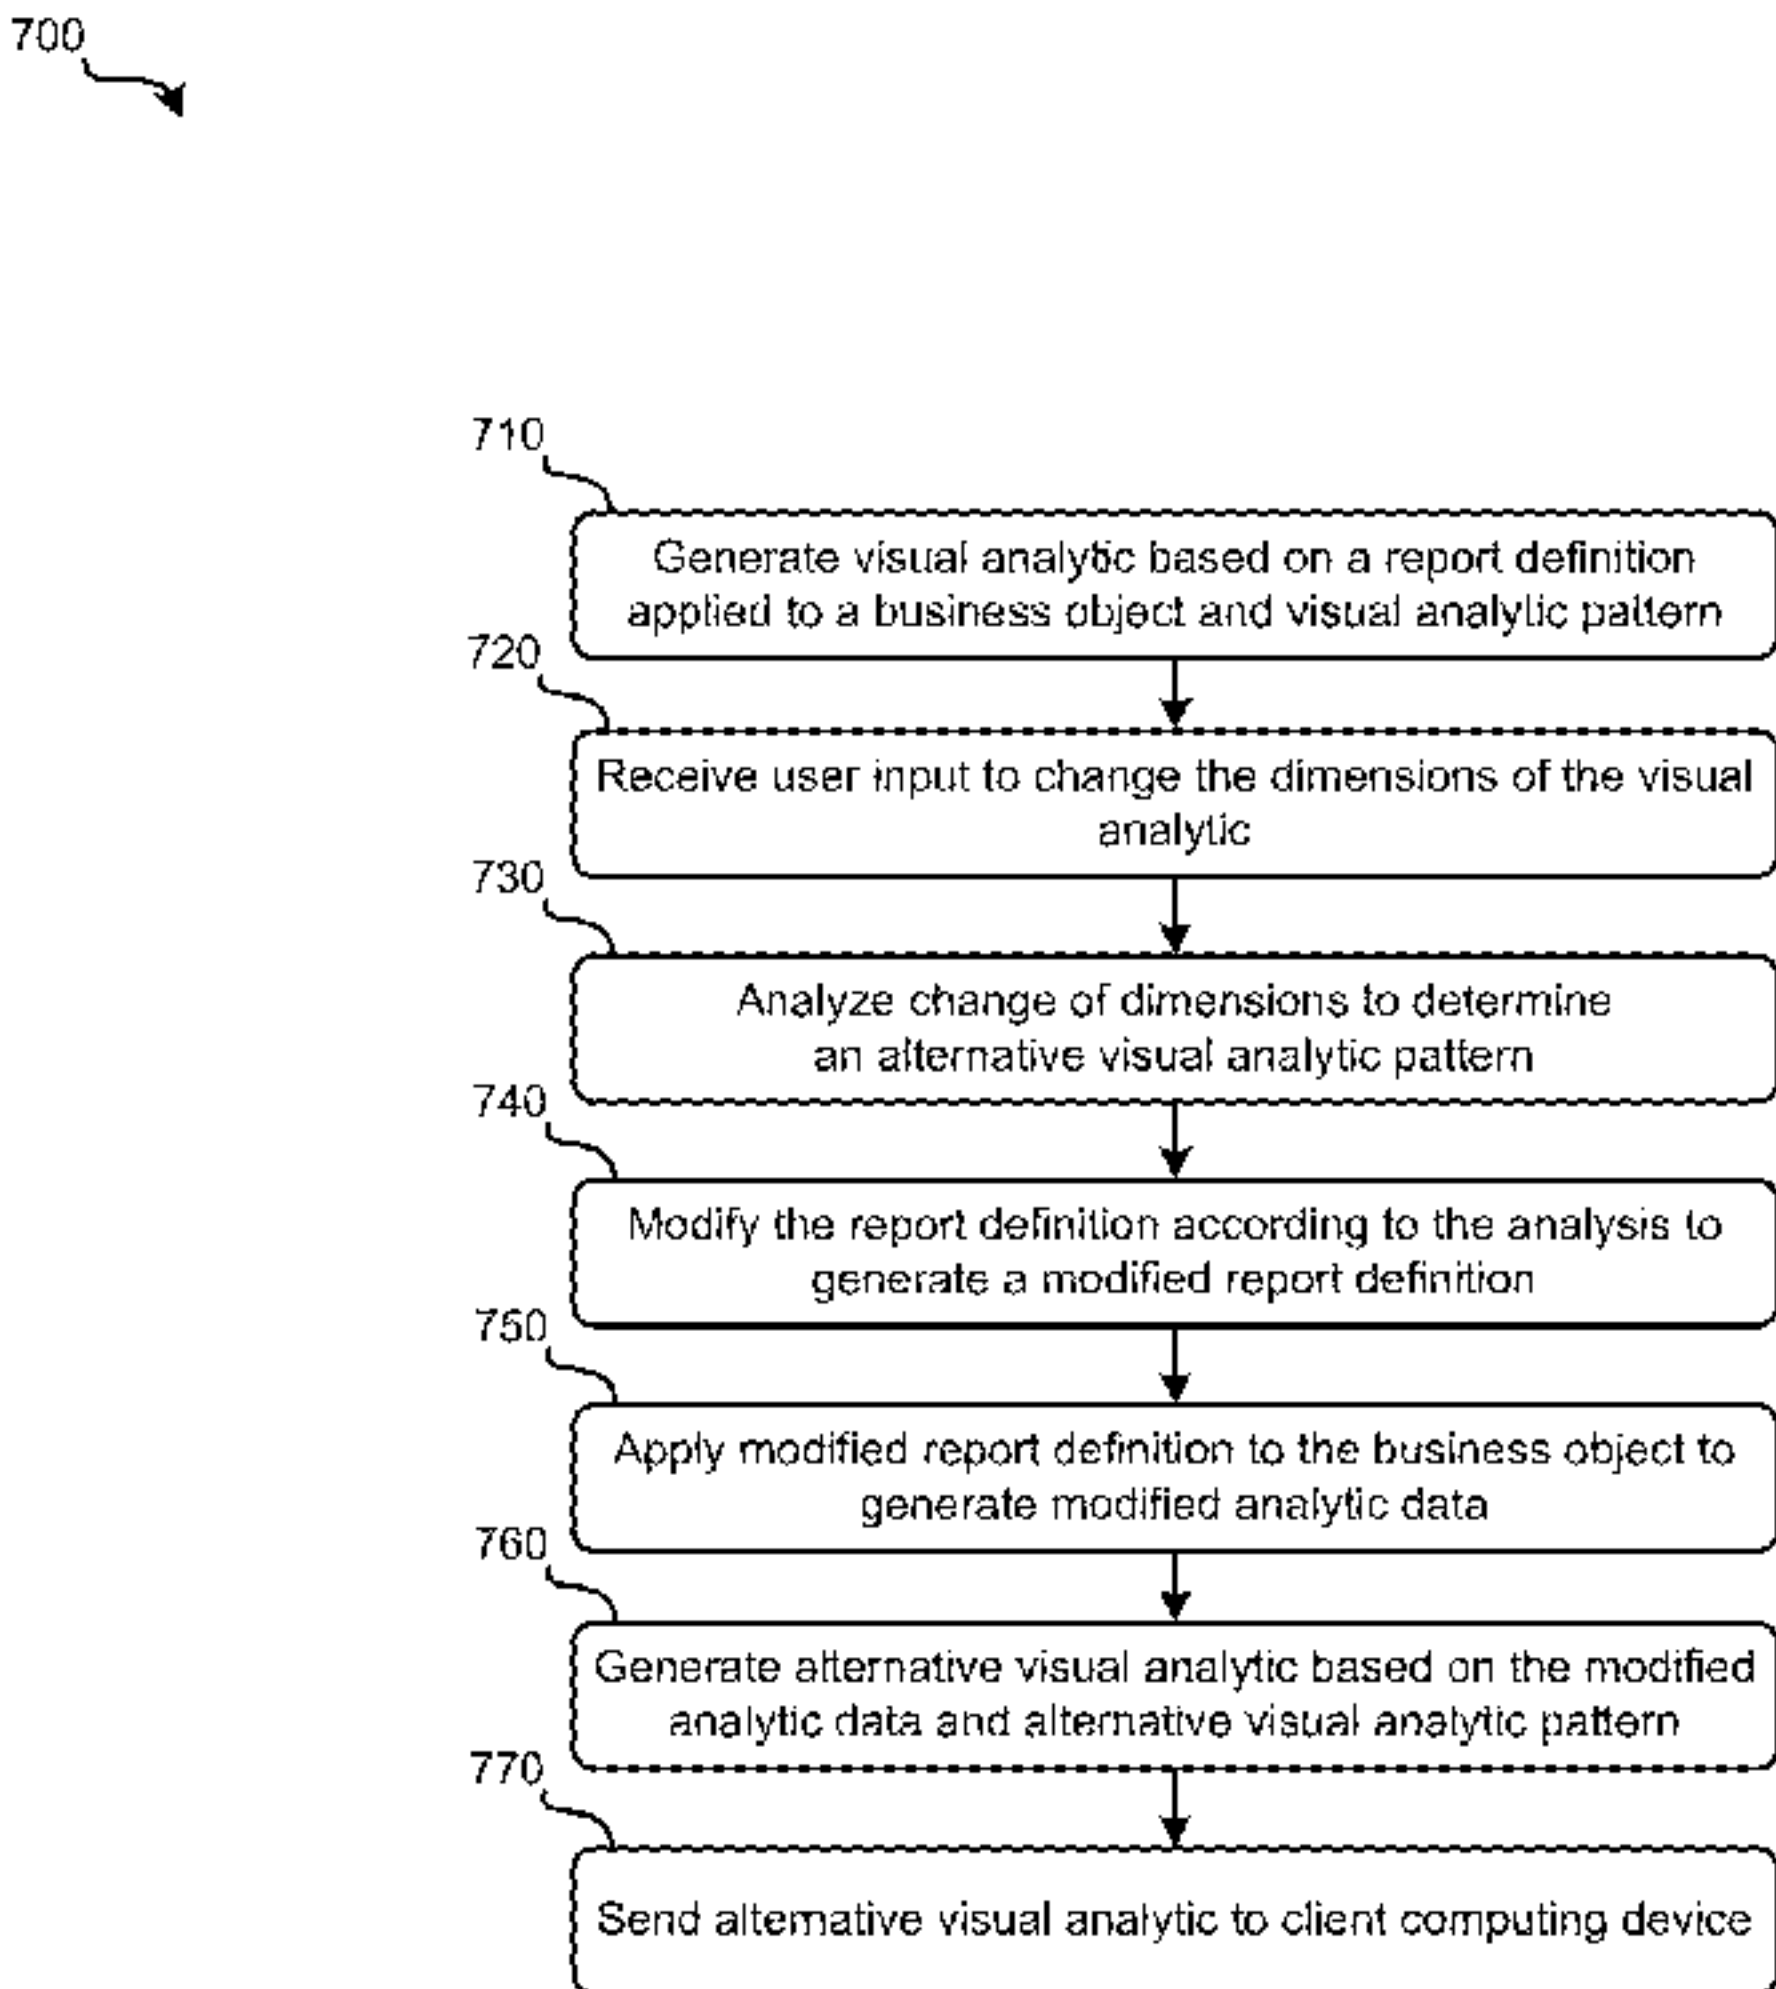 700
710
Generate visual analytic based on a report definition
applied to a business object and visual analytic pattern
720
Receive user input to change the dimensions of the visual
analytic
730
Analyze change of dimensions to determine
an alternative visual analytic pattern
740
Modify the report definition according to the analysis to
generate a modified report definition
750
Apply modified report definition to the business object to
generate modified analytic data
760
Generate alternative visual analytic based on the modified
analytic data and alternative visual analytic pattern
770
Send alternative visual analytic to client computing device